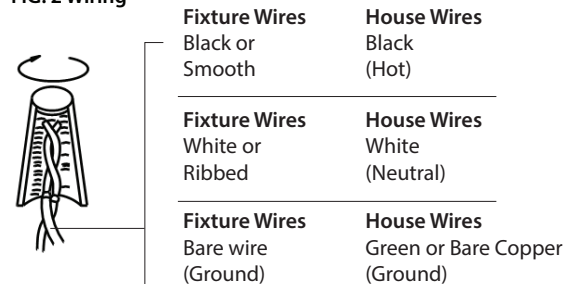 FIG. 2 Wiring
Fixture Wires House Wires
Black or Black
Smooth (Hot)
Fixture Wires House Wires
White or White
Ribbed (Neutral)
Fixture Wires House Wires
Bare wire Green or Bare Copper
(Ground) (Ground)